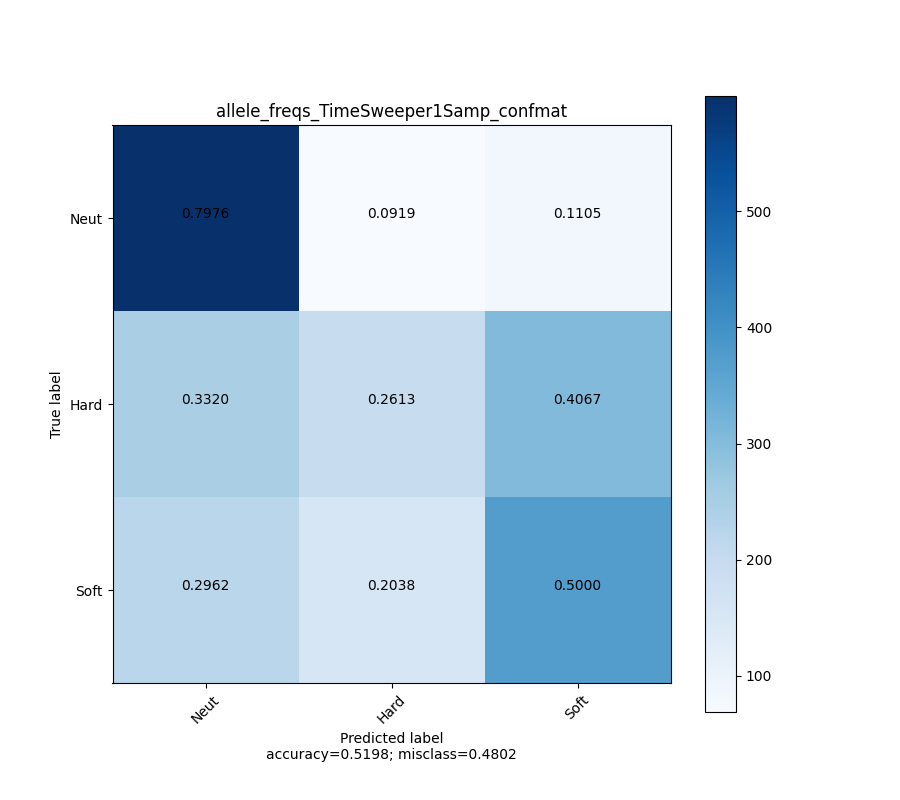 allele_freqs_TimeSweeper1Samp_confmat
True label
Neut
0.7976 0.0919 0.1105
Hard
0.3320 0.2613 0.4067
Soft
0.2962 0.2038 0.5000
Neut Hard Soft
Predicted label
accuracy=0.5198; misclass=0.4802
500
400
300
200
100